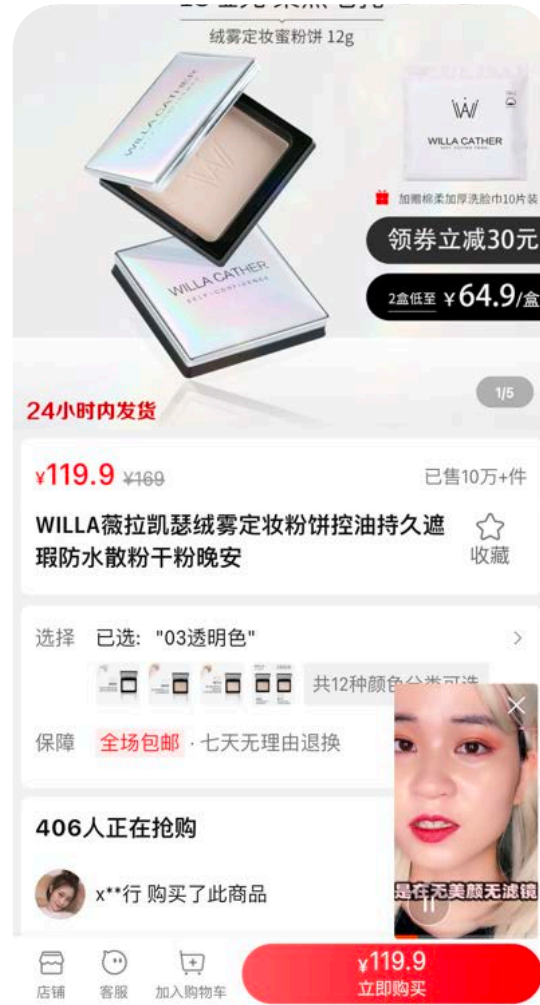 绒雾定妆蜜粉饼 12g
WILLA CATHER
WILLA CATHER
加赠棉柔加厚洗脸巾10片装
领券立减30元
WILLA CATHER
SELF-CONFIDENCE
2盒低至 ¥64.9/盒
1/5
24小时内发货
¥119.9 ¥169 已售10万+件
WILLA薇拉凯瑟绒雾定妆粉饼控油持久遮
瑕防水散粉干粉晚安
收藏
选择 已选: "03透明色"
共12种颜色分类可选
保障 全场包邮 · 七天无理由退换
406人正在抢购
x**行 购买了此商品
是在无美颜无滤镜
¥119.9
店铺 客服 加入购物车 立即购买